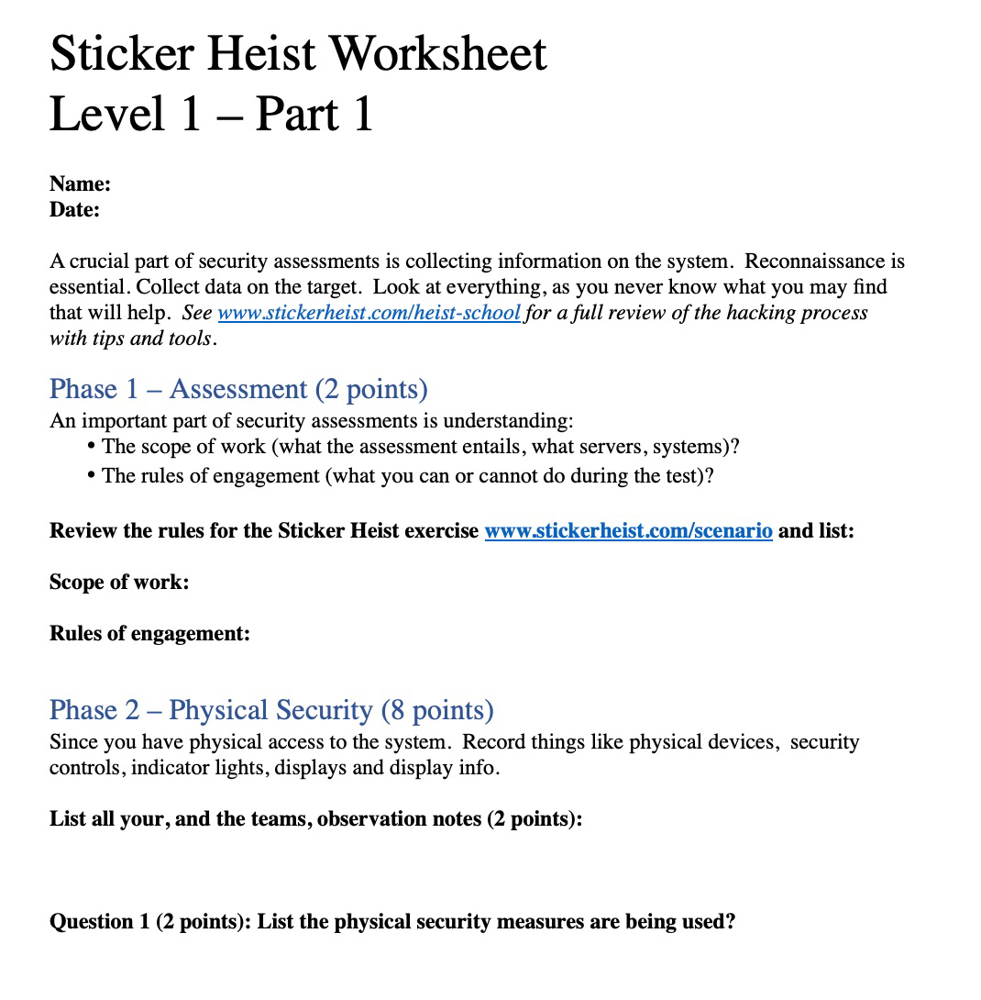 Sticker Heist Worksheet
Level 1 – Part 1
Name:
Date:
A crucial part of security assessments is collecting information on the system.  Reconnaissance is
essential. Collect data on the target.  Look at everything, as you never know what you may find
that will help.  See www.stickerheist.com/heist-school for a full review of the hacking process
with tips and tools.
Phase 1 – Assessment (2 points)
An important part of security assessments is understanding:
• The scope of work (what the assessment entails, what servers, systems)?
• The rules of engagement (what you can or cannot do during the test)?
Review the rules for the Sticker Heist exercise www.stickerheist.com/scenario and list:
Scope of work:
Rules of engagement:
Phase 2 – Physical Security (8 points)
Since you have physical access to the system.  Record things like physical devices,  security
controls, indicator lights, displays and display info.
List all your, and the teams, observation notes (2 points):
Question 1 (2 points): List the physical security measures are being used?